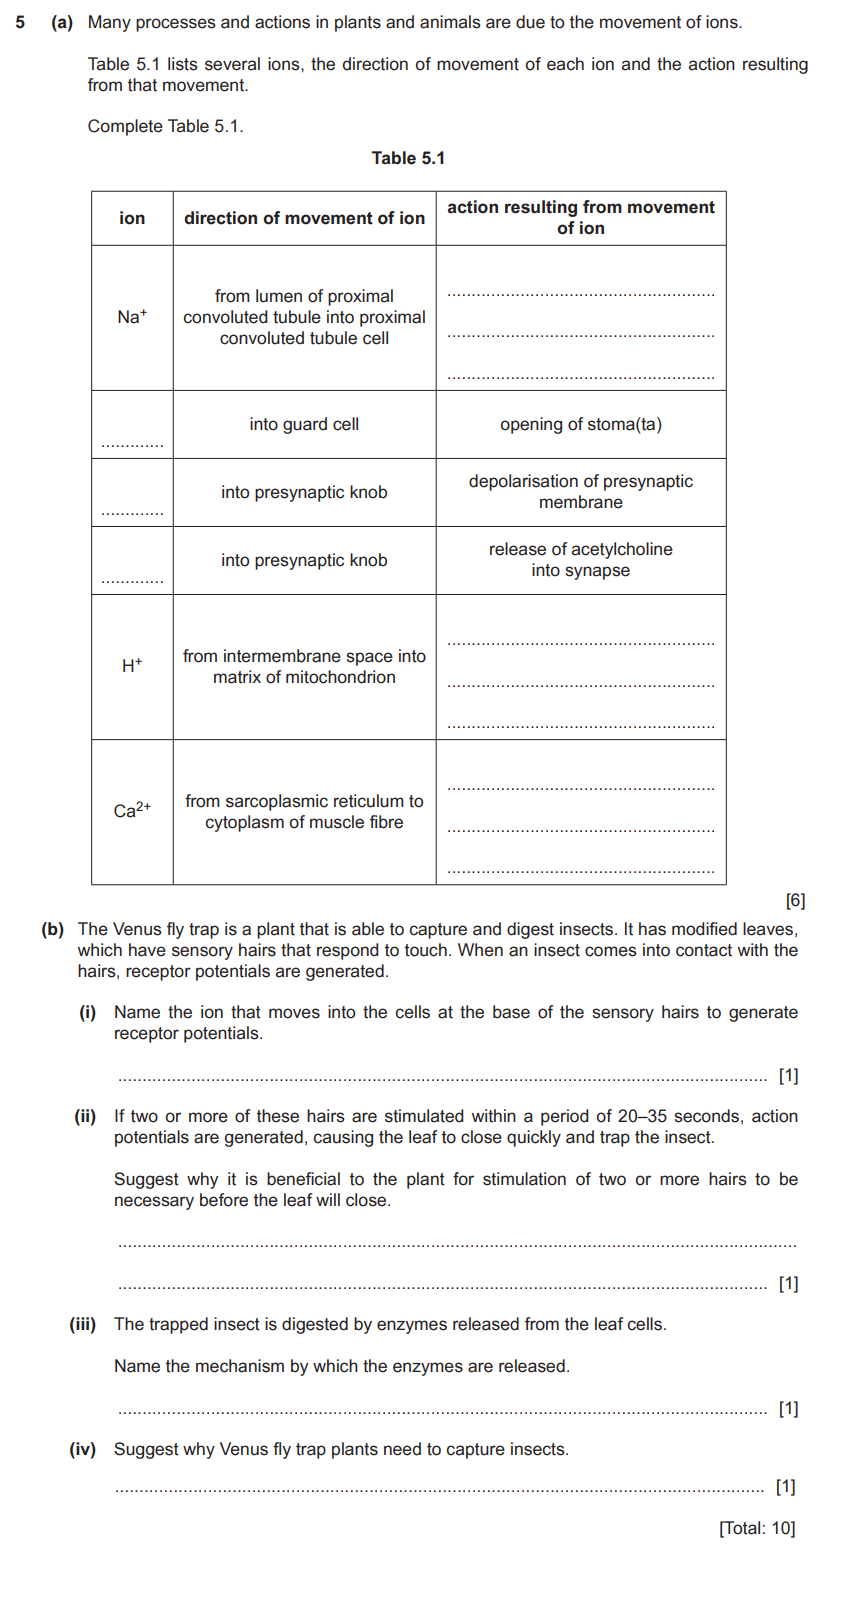 5 (a) Many processes and actions in plants and animals are due to the movement of ions.
Table 5.1 lists several ions, the direction of movement of each ion and the action resulting
from that movement.
Complete Table 5.1.
Table 5.1
ion direction of movement of ion action resulting from movement
of ion
Na+ from lumen of proximal
convoluted tubule into proximal
convoluted tubule cell
............. into guard cell opening of stoma(ta)
............. into presynaptic knob depolarisation of presynaptic
membrane
............. into presynaptic knob release of acetylcholine
into synapse
H+ from intermembrane space into
matrix of mitochondrion
Ca2+ from sarcoplasmic reticulum to
cytoplasm of muscle fibre
[6]
(b) The Venus fly trap is a plant that is able to capture and digest insects. It has modified leaves,
which have sensory hairs that respond to touch. When an insect comes into contact with the
hairs, receptor potentials are generated.
(i) Name the ion that moves into the cells at the base of the sensory hairs to generate
receptor potentials.
[1]
(ii) If two or more of these hairs are stimulated within a period of 20–35 seconds, action
potentials are generated, causing the leaf to close quickly and trap the insect.
Suggest why it is beneficial to the plant for stimulation of two or more hairs to be
necessary before the leaf will close.
[1]
(iii) The trapped insect is digested by enzymes released from the leaf cells.
Name the mechanism by which the enzymes are released.
[1]
(iv) Suggest why Venus fly trap plants need to capture insects.
[1]
[Total: 10]